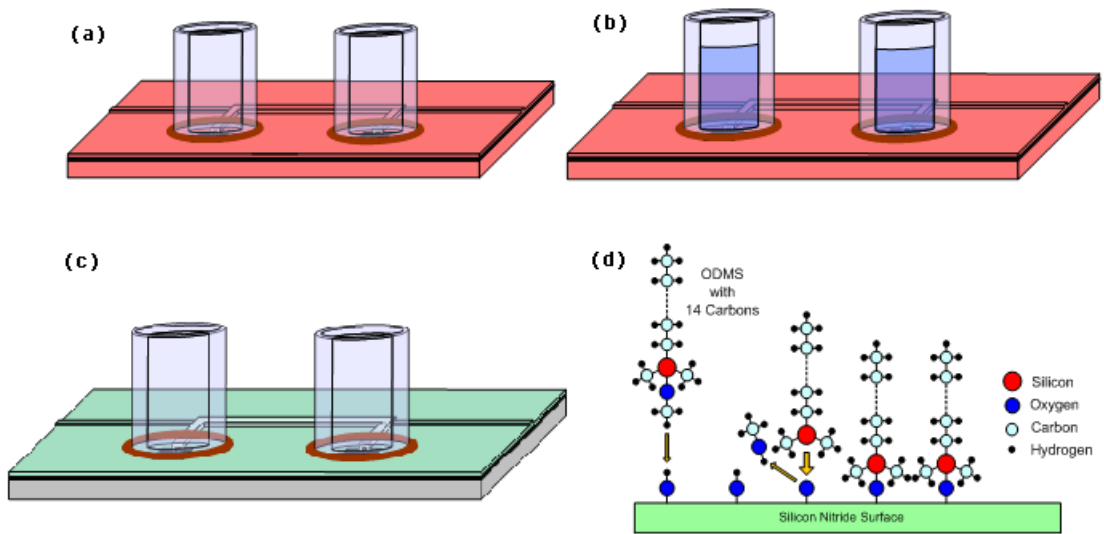 (a)
(b)
(c)
(d)
ODMS
with
14 Carbons
Silicon
Oxygen
Carbon
Hydrogen
Silicon Nitride Surface